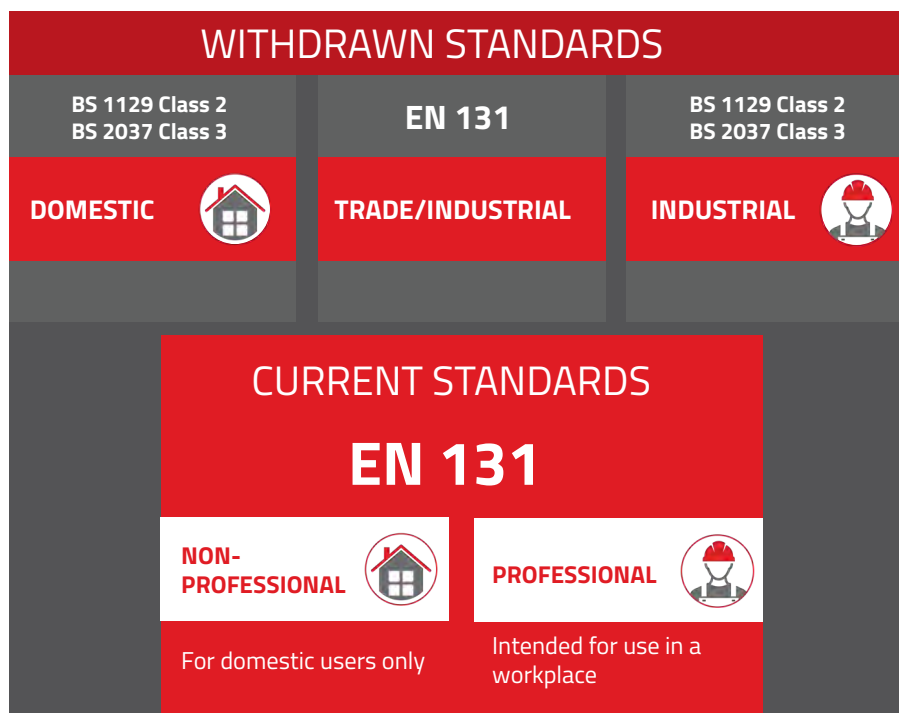 WITHDRAWN STANDARDS
BS 1129 Class 2
BS 2037 Class 3
DOMESTIC
EN 131
TRADE/INDUSTRIAL
BS 1129 Class 2
BS 2037 Class 3
INDUSTRIAL
CURRENT STANDARDS
EN 131
NON-
PROFESSIONAL
For domestic users only
PROFESSIONAL
Intended for use in a
workplace